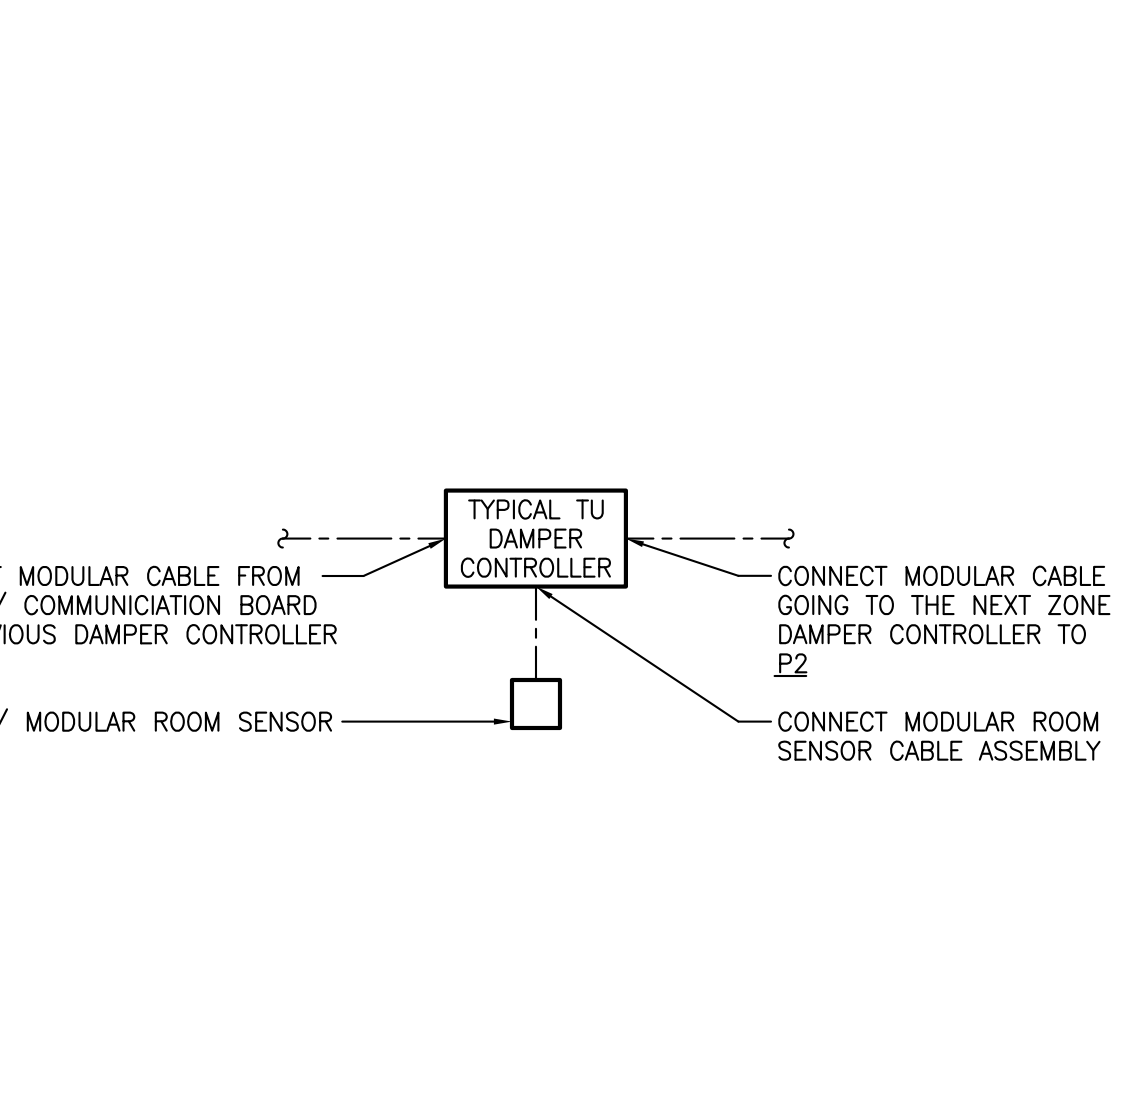 TYPICAL TU
DAMPER
CONTROLLER
MODULAR CABLE FROM
/ COMMUNICIATION BOARD
DAMPER CONTROLLER
/ MODULAR ROOM SENSOR
CONNECT MODULAR CABLE
GOING TO THE NEXT ZONE
DAMPER CONTROLLER TO
P2
CONNECT MODULAR ROOM
SENSOR CABLE ASSEMBLY